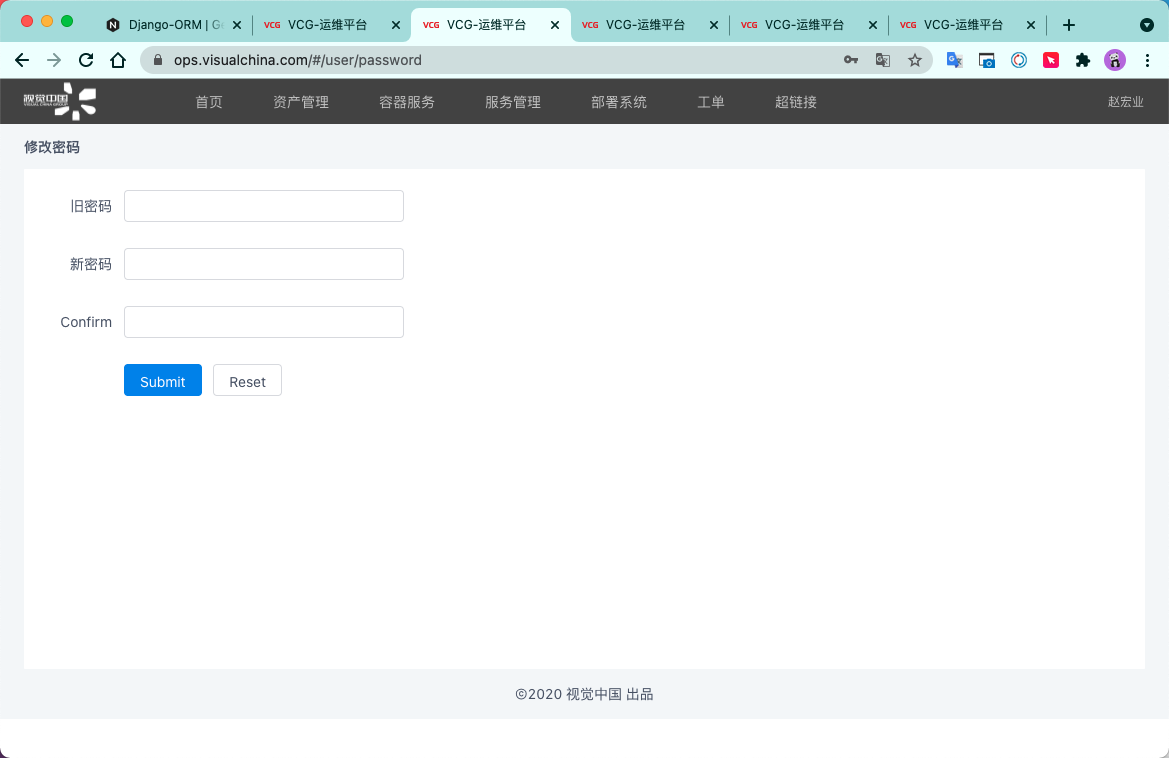 Django-ORM | G
VCG VCG-运维平台
VCG VCG-运维平台
VCG VCG-运维平台
VCG VCG-运维平台
VCG VCG-运维平台
ops.visualchina.com/#/user/password
视觉中国
VISUAL CHINA GROUP
首页 资产管理 容器服务 服务管理 部署系统 工单 超链接 赵宏业
修改密码
旧密码
新密码
Confirm
Submit Reset
©2020 视觉中国 出品